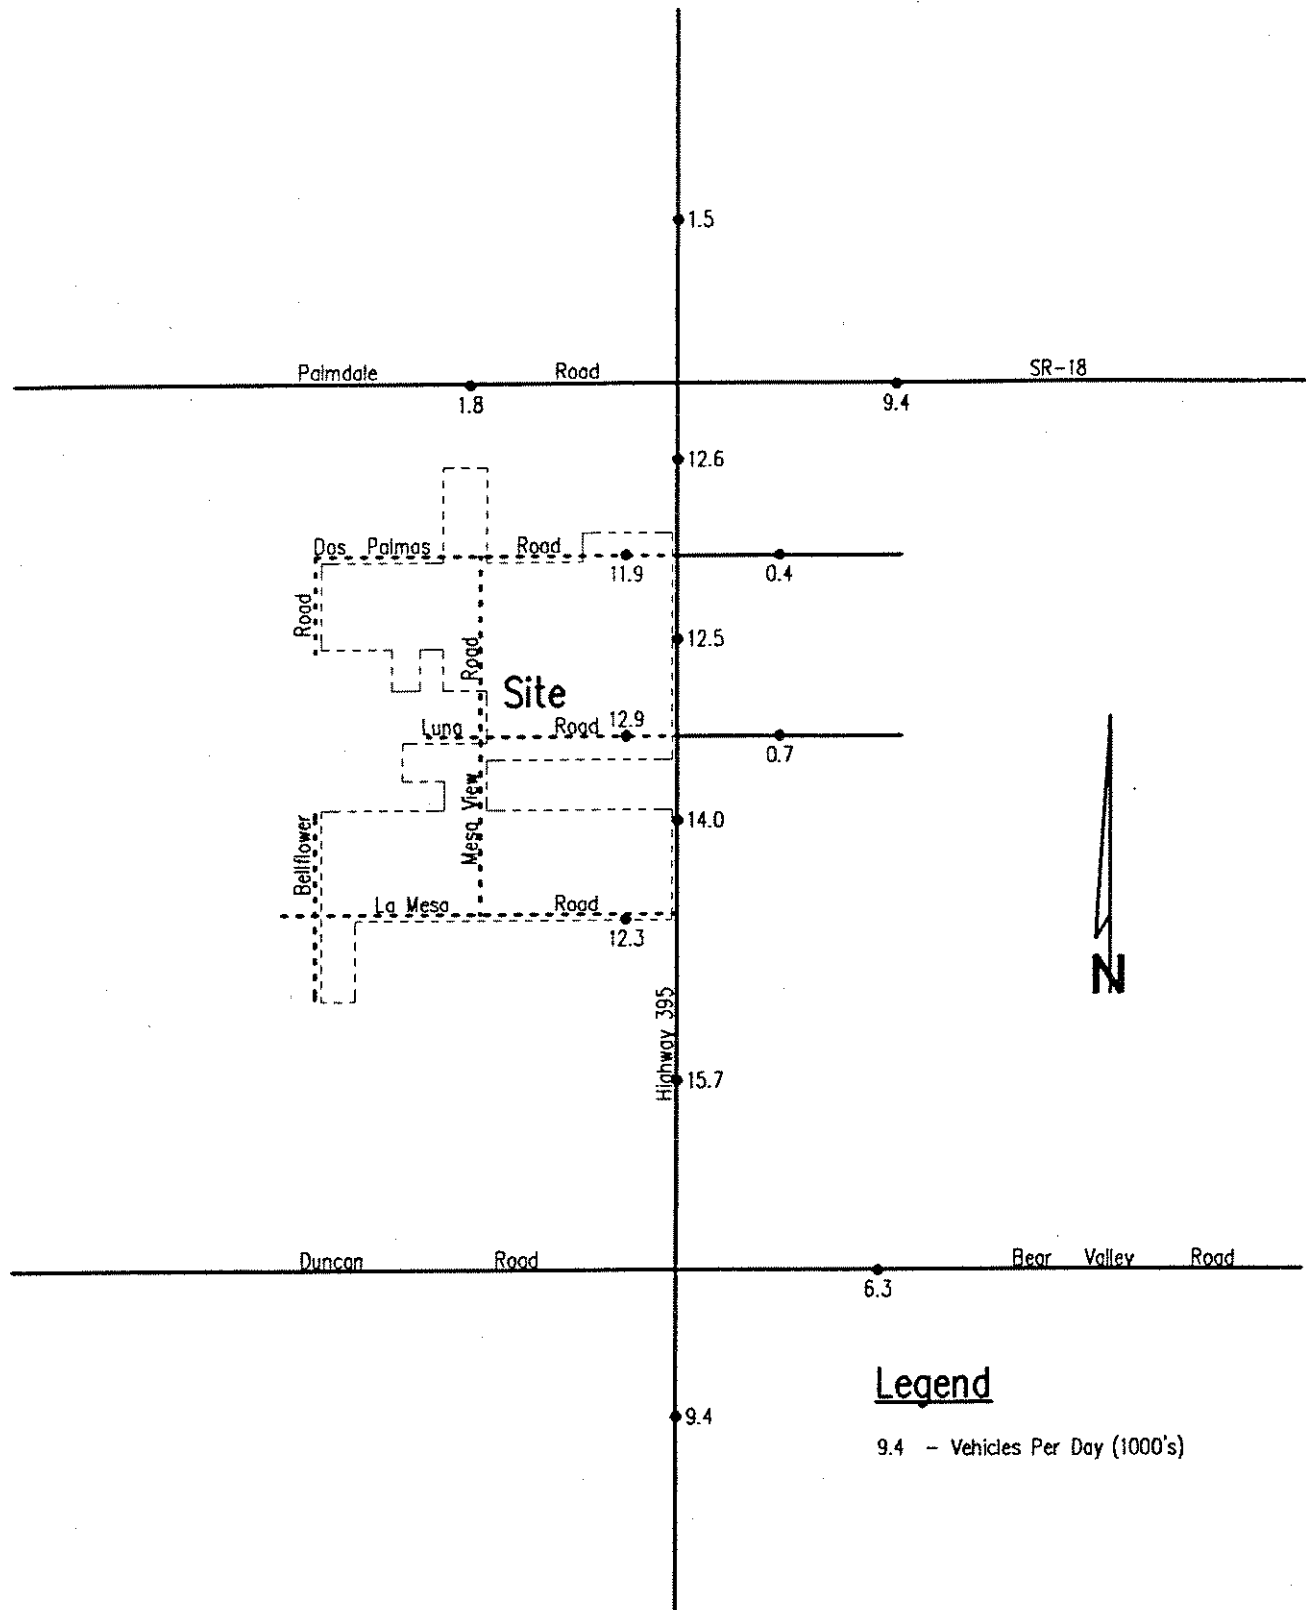 1.5
Palmdale Road SR-18
1.8
9.4
12.6
Dos Palmas Road
11.9
0.4
Road
12.5
Road
Site
Luna Road
12.9
0.7
Mesa View
14.0
Bellflower
La Mesa Road
12.3
Highway 395
15.7
N
Duncan Road Bear Valley Road
6.3
Legend
9.4
9.4 - Vehicles Per Day (1000's)